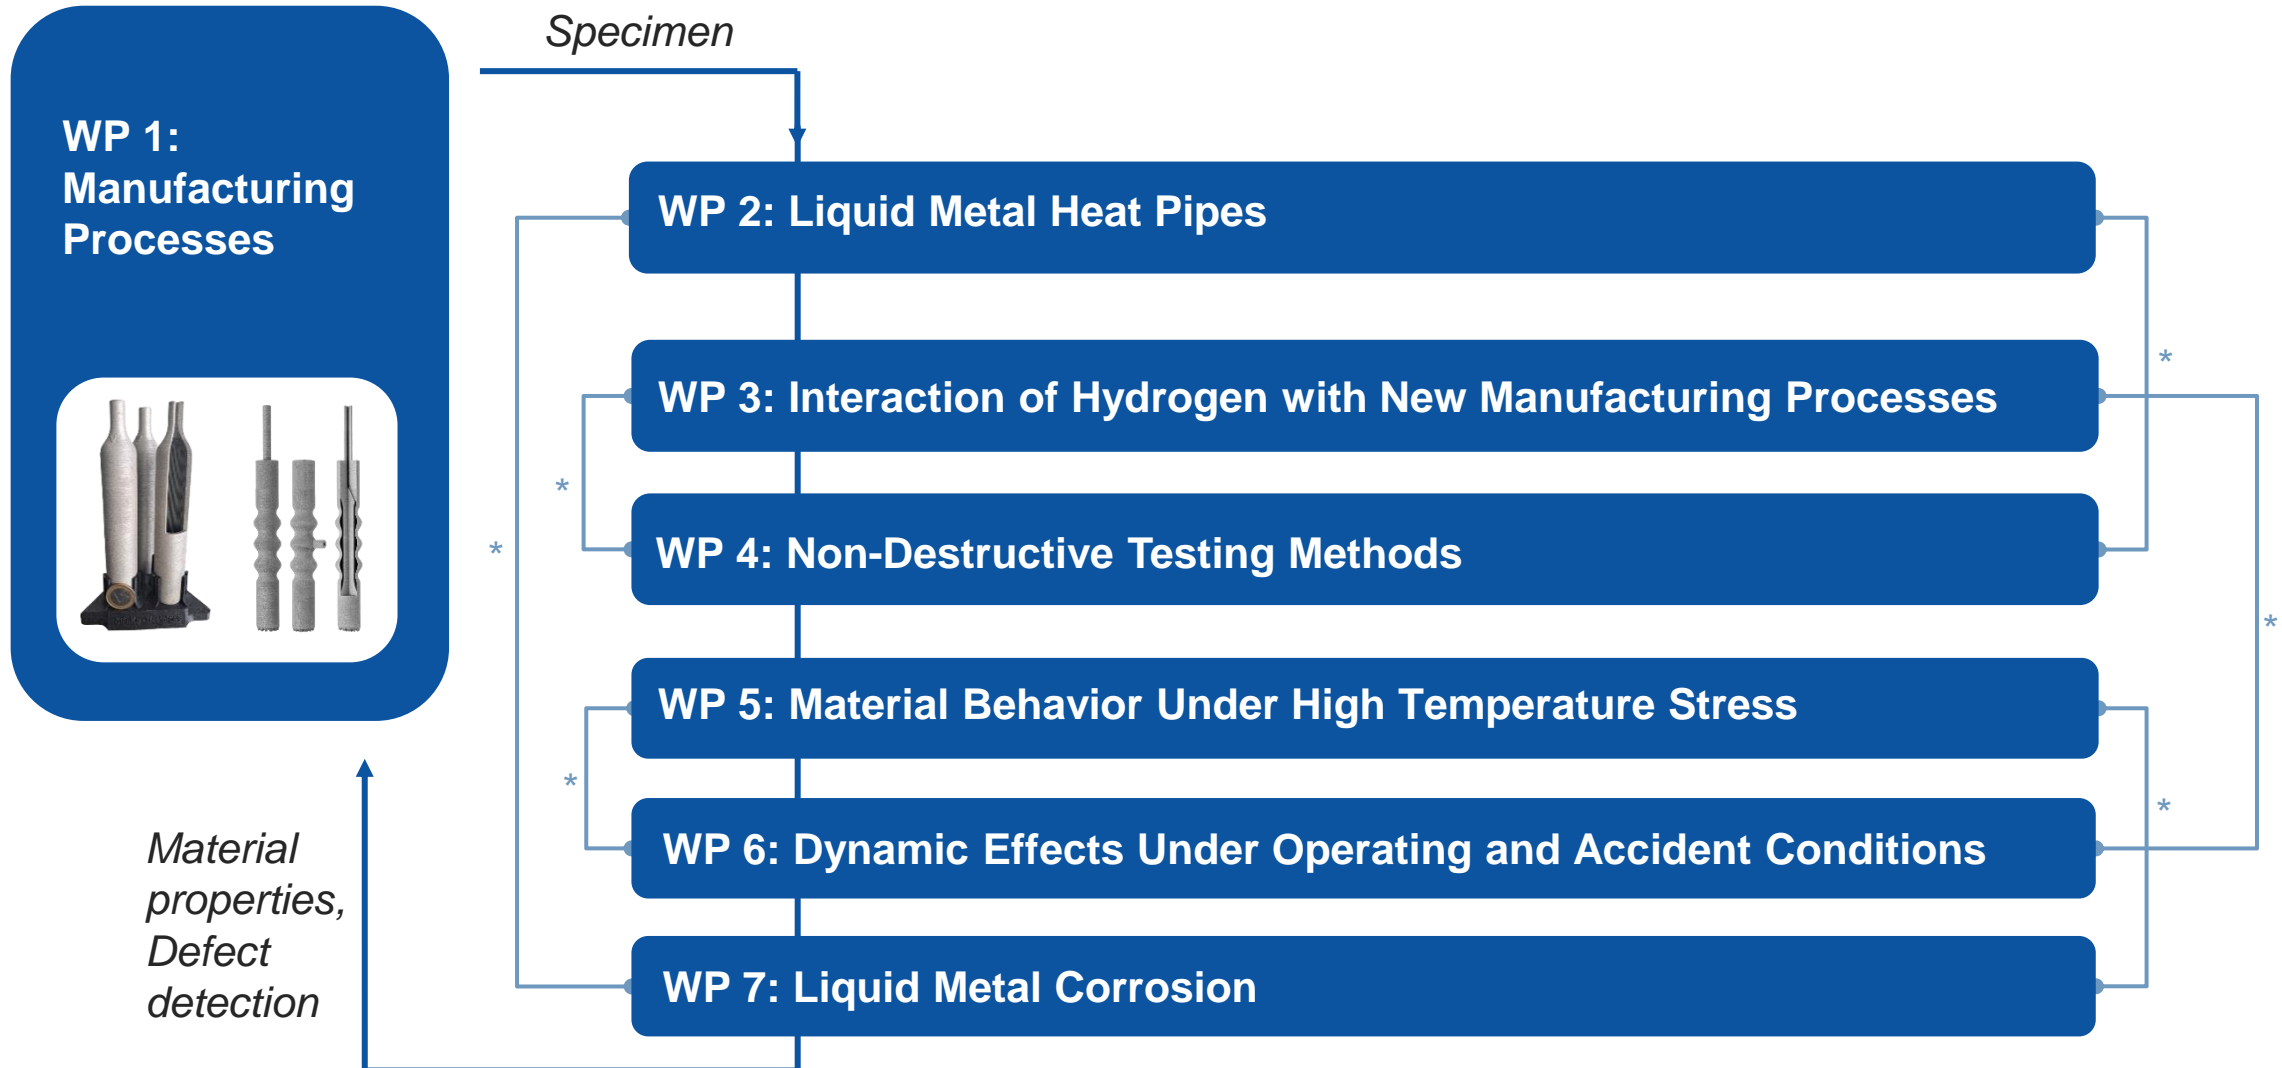 Specimen
WP 1:
Manufacturing
Processes
WP 2: Liquid Metal Heat Pipes
*
WP 3: Interaction of Hydrogen with New Manufacturing Processes
*
*
WP 4: Non-Destructive Testing Methods
*
WP 5: Material Behavior Under High Temperature Stress
*
*
WP 6: Dynamic Effects Under Operating and Accident Conditions
Material
properties,
Defect
detection
WP 7: Liquid Metal Corrosion